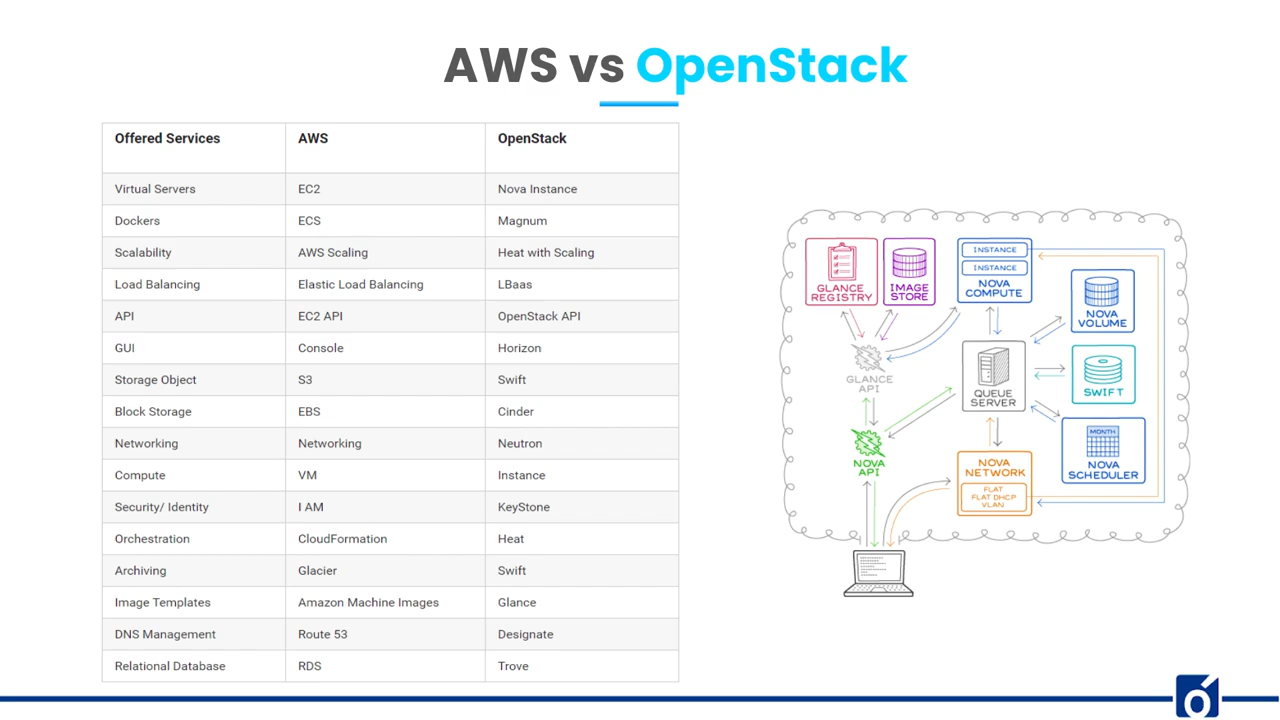 AWS vs OpenStack
Offered Services AWS OpenStack
Virtual Servers EC2 Nova Instance
Dockers ECS Magnum
Scalability AWS Scaling Heat with Scaling
Load Balancing Elastic Load Balancing LBaas
API EC2 API OpenStack API
GUI Console Horizon
Storage Object S3 Swift
Block Storage EBS Cinder
Networking Networking Neutron
Compute VM Instance
Security/ Identity IAM KeyStone
Orchestration CloudFormation Heat
Archiving Glacier Swift
Image Templates Amazon Machine Images Glance
DNS Management Route 53 Designate
Relational Database RDS Trove
GLANCE
REGISTRY
IMAGE
STORE
INSTANCE
INSTANCE
NOVA
COMPUTE
NOVA
VOLUME
GLANCE
API
QUEUE
SERVER
SWIFT
NOVA
API
NOVA
NETWORK
FLAT
FLAT DHCP
VLAN
MONTH
NOVA
SCHEDULER